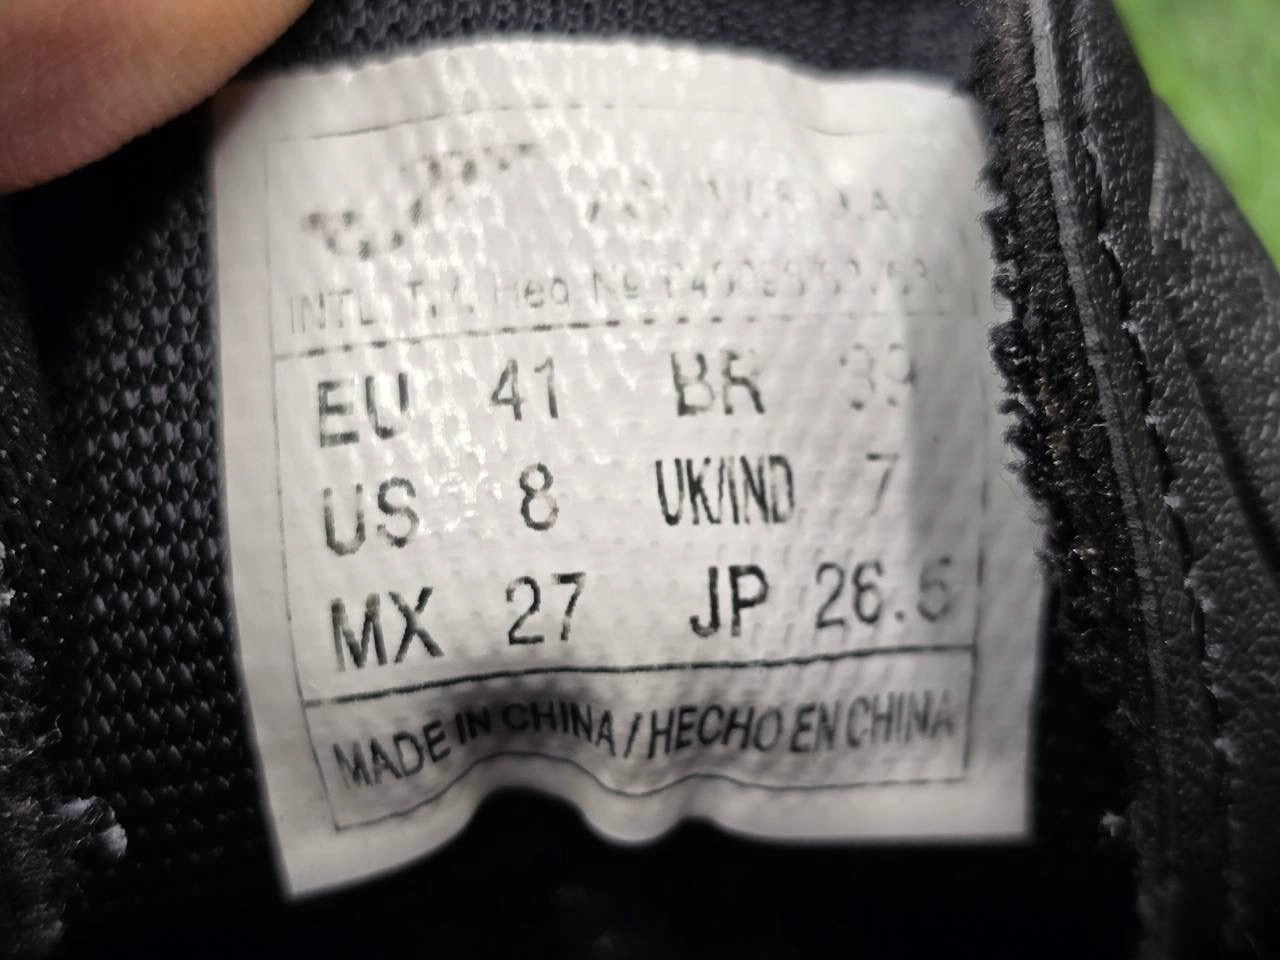 INTL
EU 41 BR 39
US 8 UK/IND 7
MX 27 JP 26.5
MADE IN CHINA / HECHO EN CHINA